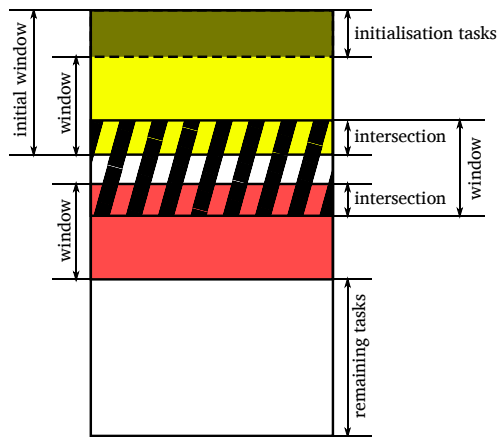 initialisation tasks
initial window
window
intersection
window
intersection
window
remaining tasks